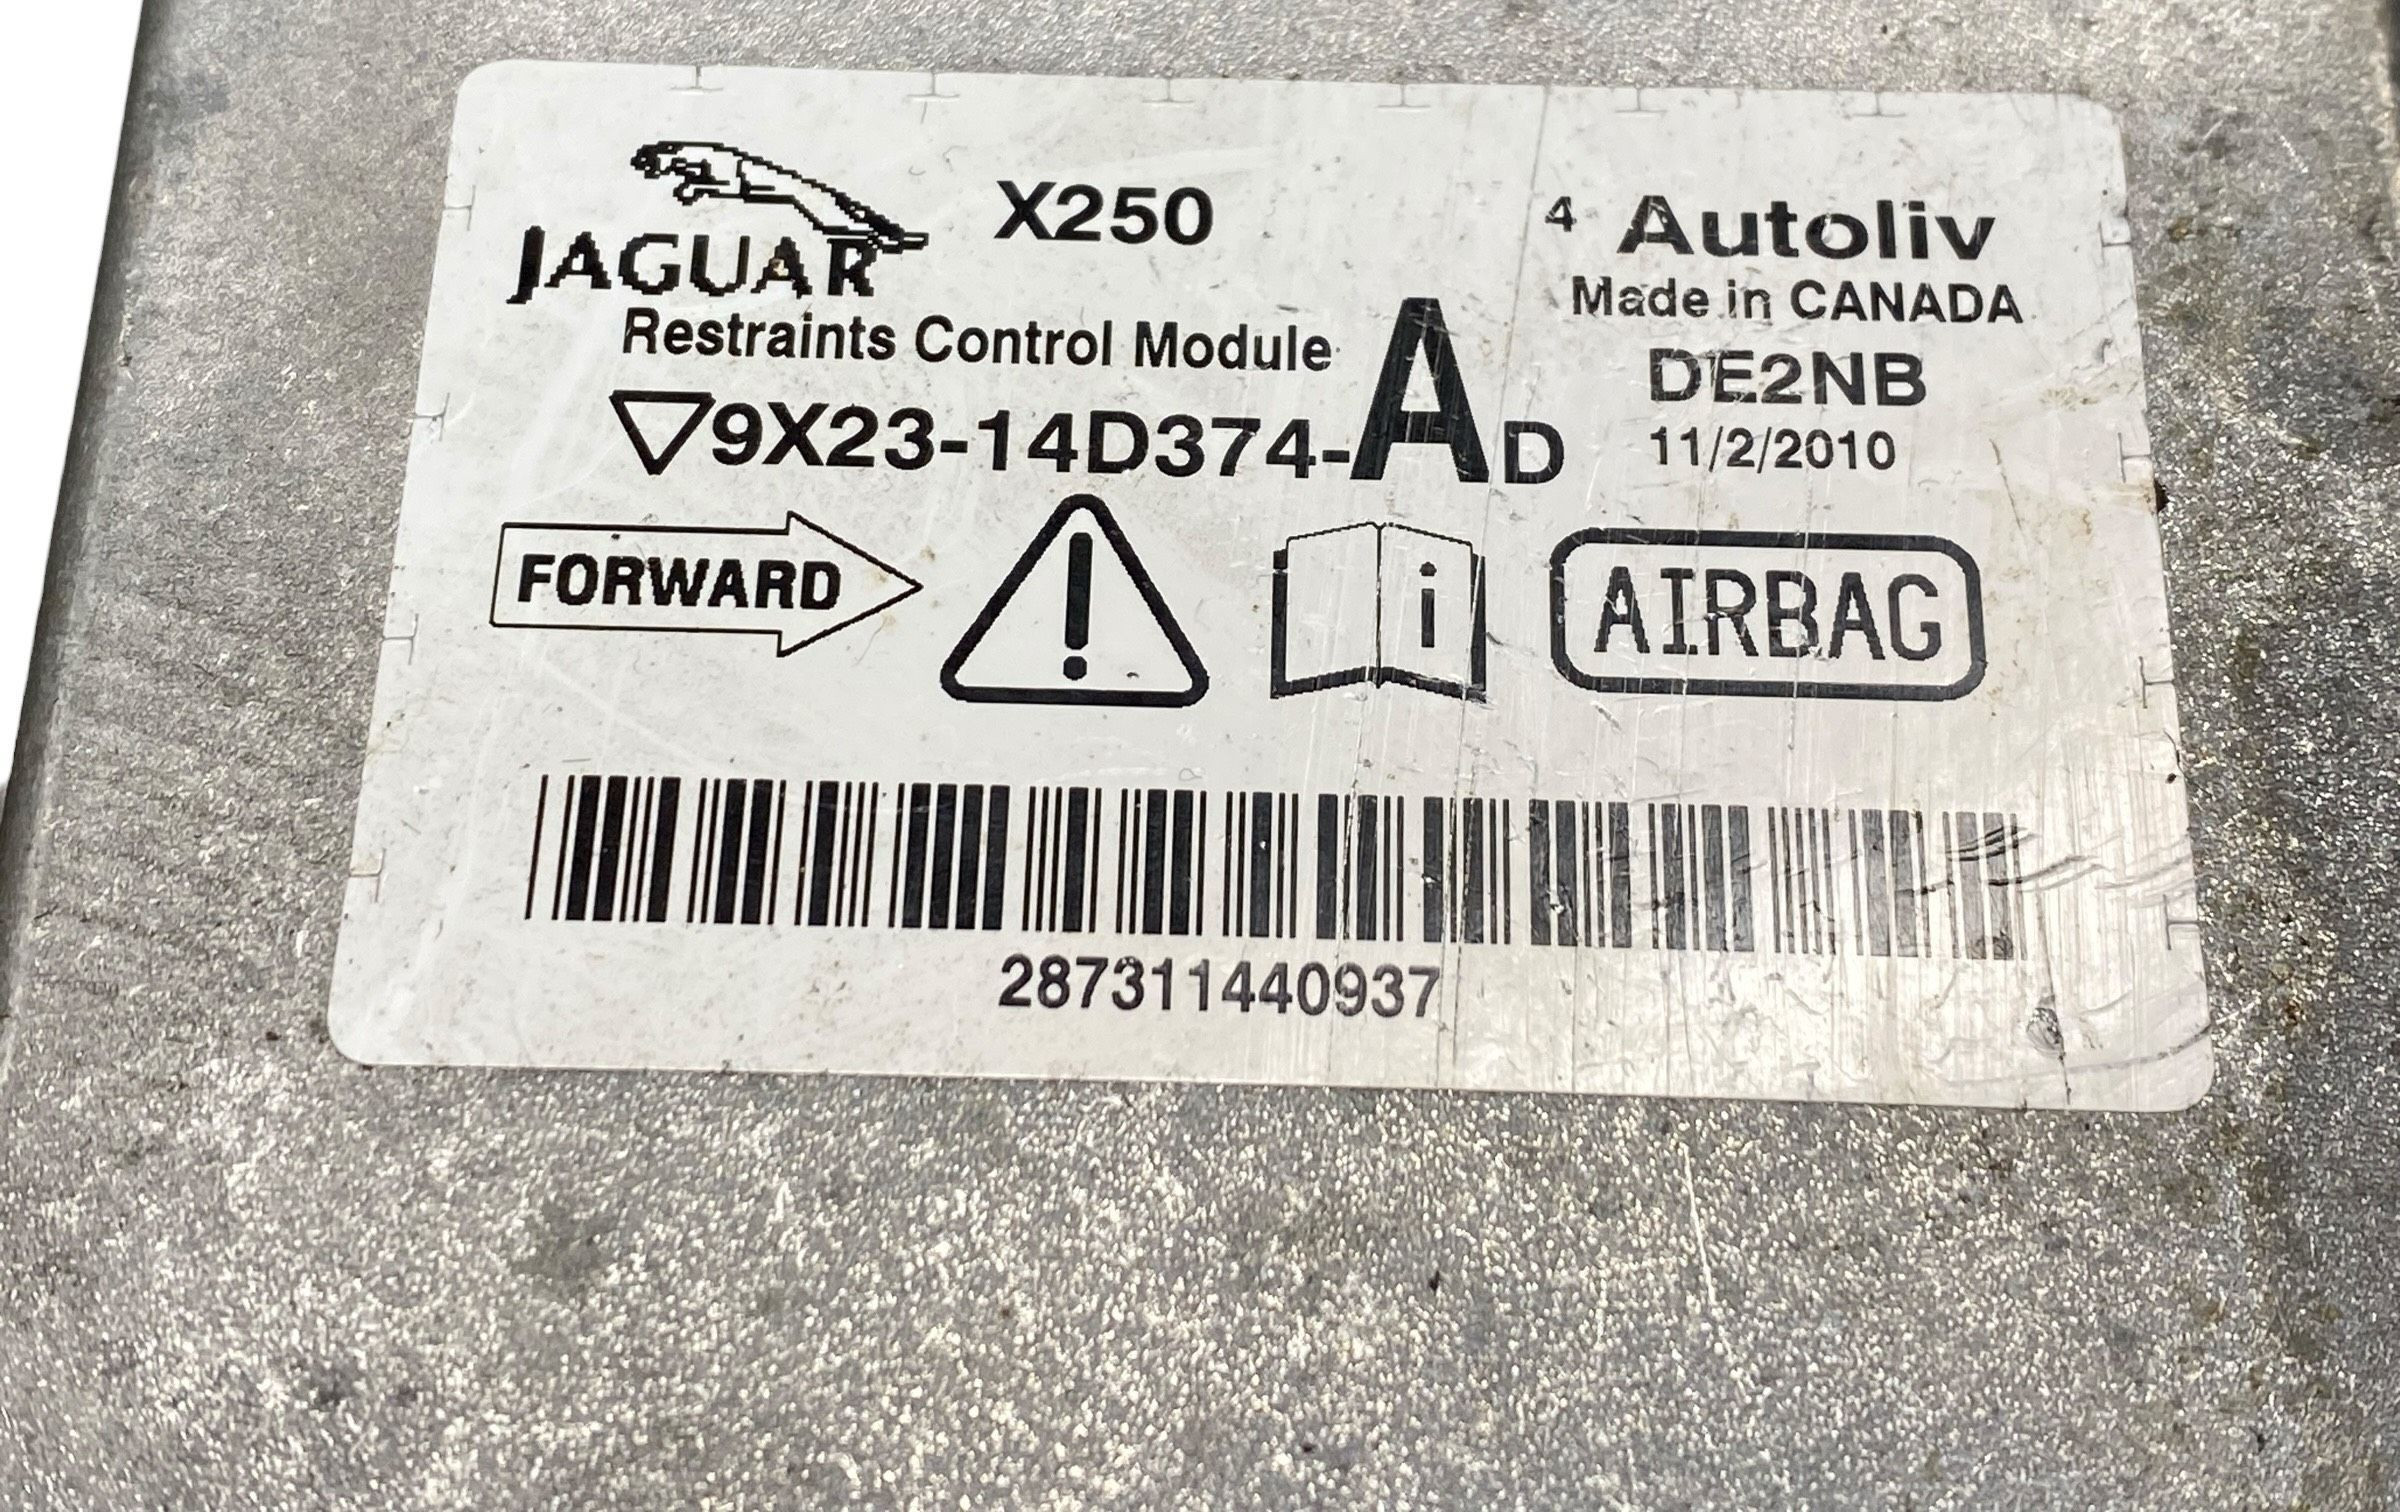 JAGUAR
X250
Restraints Control Module
9X23-14D374-AD
4 Autoliv
Made in CANADA
DE2NB
11/2/2010
FORWARD
!
i
AIRBAG
287311440937